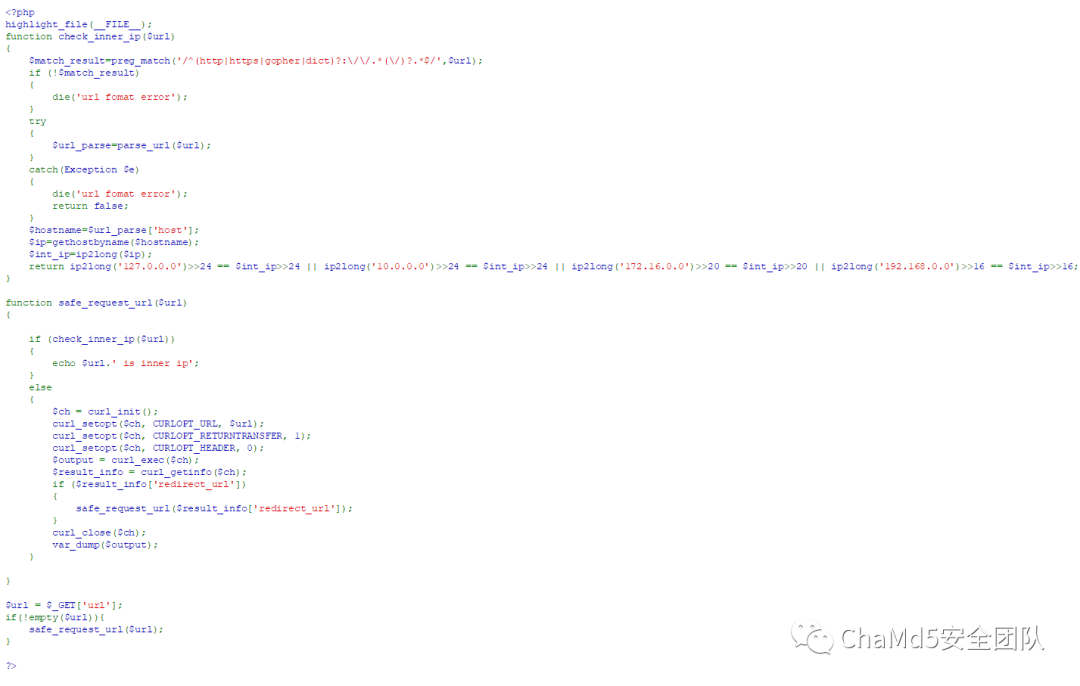 <?php
highlight_file(__FILE__);
function check_inner_ip($url)
{
    $match_result=preg_match('/^(http|https|gopher|dict)?:\/\/.*(\/)?.*$/',$url);
    if (!$match_result)
    {
        die('url fomat error');
    }
    try
    {
        $url_parse=parse_url($url);
    }
    catch(Exception $e)
    {
        die('url fomat error');
        return false;
    }
    $hostname=$url_parse['host'];
    $ip=gethostbyname($hostname);
    $int_ip=ip2long($ip);
    return ip2long('127.0.0.0')>>24 == $int_ip>>24 || ip2long('10.0.0.0')>>24 == $int_ip>>24 || ip2long('172.16.0.0')>>20 == $int_ip>>20 || ip2long('192.168.0.0')>>16 == $int_ip>>16;
}

function safe_request_url($url)
{

    if (check_inner_ip($url))
    {
        echo $url.' is inner ip';
    }
    else
    {
        $ch = curl_init();
        curl_setopt($ch, CURLOPT_URL, $url);
        curl_setopt($ch, CURLOPT_RETURNTRANSFER, 1);
        curl_setopt($ch, CURLOPT_HEADER, 0);
        $output = curl_exec($ch);
        $result_info = curl_getinfo($ch);
        if ($result_info['redirect_url'])
        {
            safe_request_url($result_info['redirect_url']);
        }
        curl_close($ch);
        var_dump($output);
    }

}

$url = $_GET['url'];
if(!empty($url)){
    safe_request_url($url);
}

?>
ChaMd5安全团队